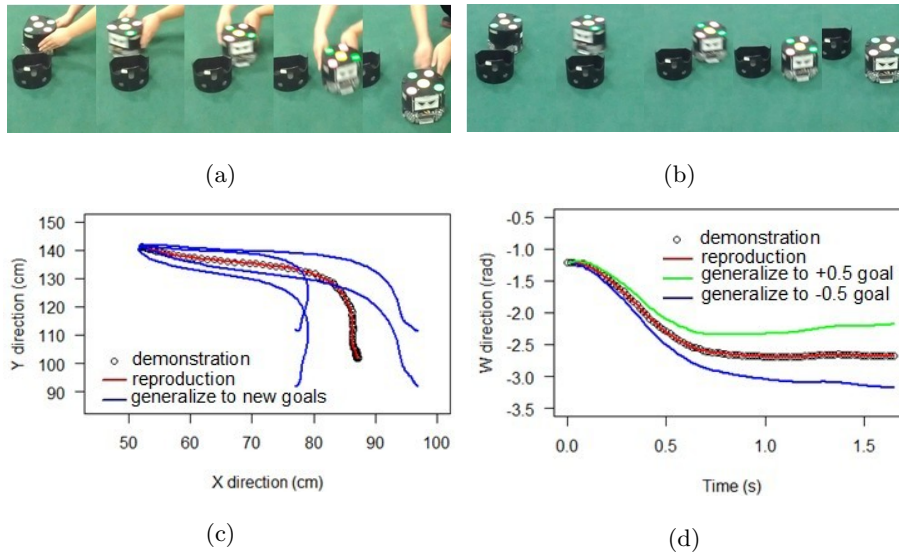 (a)
(b)
150
140
130
120
110
100
90
Y direction (cm)
demonstration
reproduction
generalize to new goals
50 60 70 80 90 100
X direction (cm)
(c)
-0.5
-1.0
-1.5
-2.0
-2.5
-3.0
-3.5
W direction (rad)
demonstration
reproduction
generalize to +0.5 goal
generalize to -0.5 goal
0.0 0.5 1.0 1.5
Time (s)
(d)